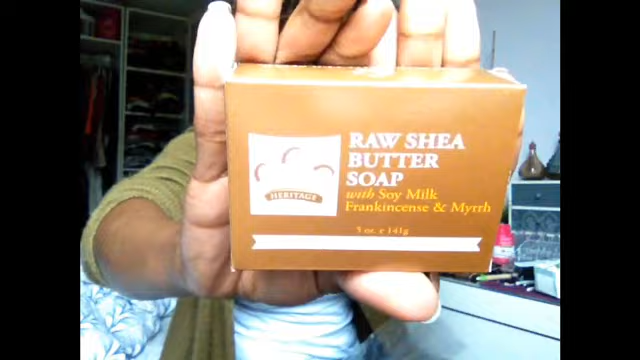 RAW SHEA
BUTTER
SOAP
with Soy Milk
Frankincense & Myrrh
HERITAGE
5 oz. e 141g